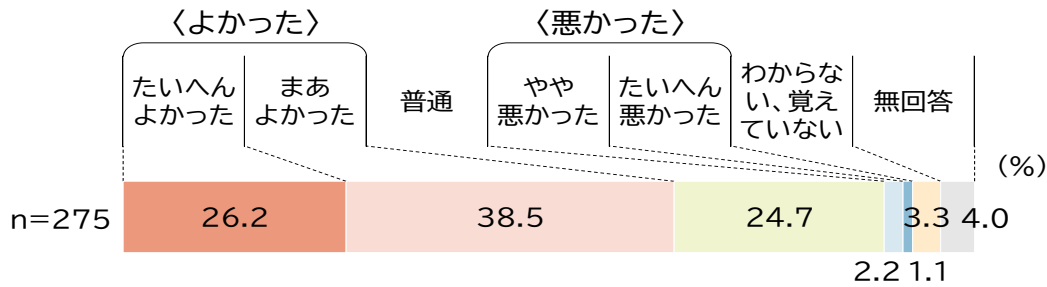 〈よかった〉 〈悪かった〉
たいへん
よかった
まあ
よかった
普通
やや
悪かった
たいへん
悪かった
わからな
い、覚え
ていない
無回答
(%)
n=275 26.2 38.5 24.7 3.3 4.0
2.2 1.1